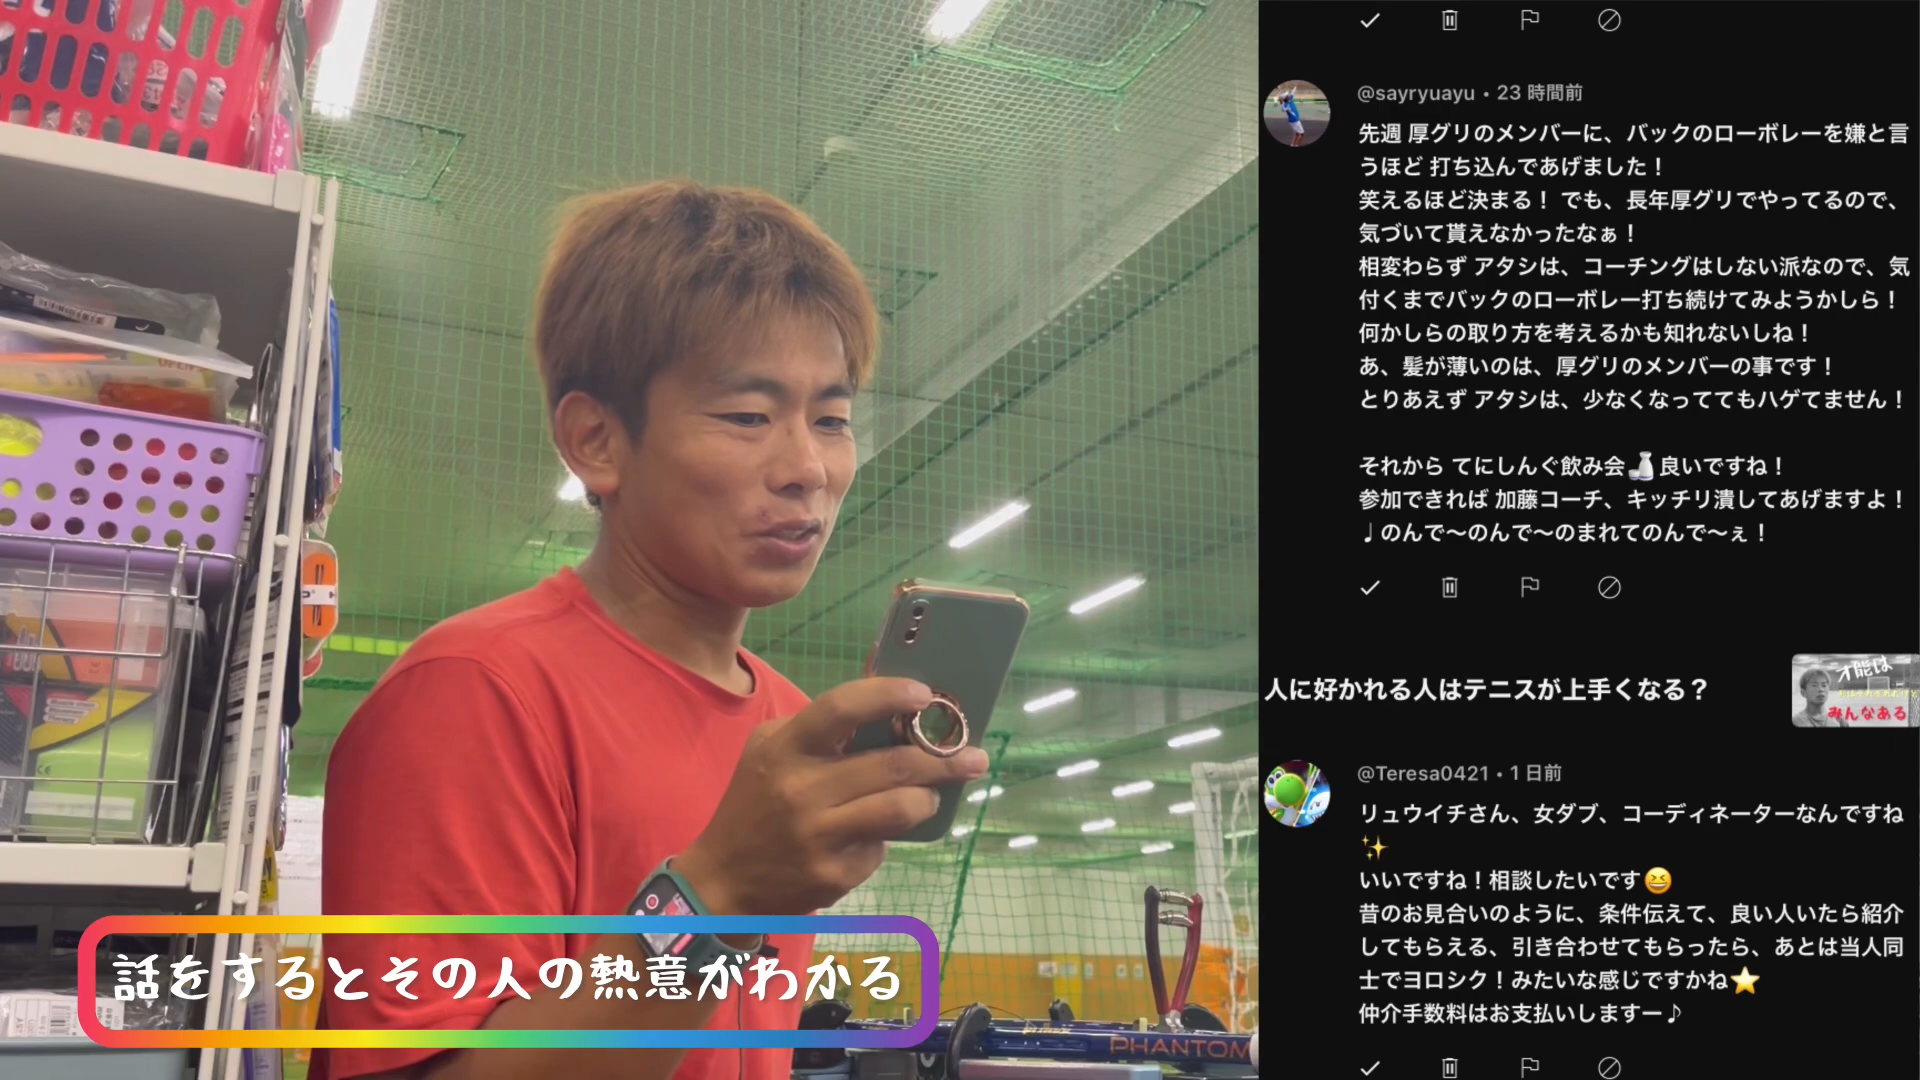 @sayryuayu • 23 時間前
先週 厚グリのメンバーに、バックのローボレーを嫌と言
うほど 打ち込んであげました！
笑えるほど決まる！ でも、長年厚グリでやってるので、
気づいて貰えなかったなぁ！
相変わらず アタシは、コーチングはしない派なので、気
付くまでバックのローボレー打ち続けてみようかしら！
何かしらの取り方を考えるかも知れないしね！
あ、髪が薄いのは、厚グリのメンバーの事です！
とりあえず アタシは、少なくなっててもハゲてません！
それから てにしんぐ飲み会🍶良いですね！
参加できれば 加藤コーチ、キッチリ潰してあげますよ！
♩のんで〜のんで〜のまれてのんで〜ぇ！
人に好かれる人はテニスが上手くなる？
才能は
みんなある
@Teresa0421 • 1 日前
リュウイチさん、女ダブ、コーディネーターなんですね
✨
いいですね！相談したいです😆
昔のお見合いのように、条件伝えて、良い人いたら紹介
してもらえる、引き合わせてもらったら、あとは当人同
士でヨロシク！みたいな感じですかね⭐
仲介手数料はお支払いしますー♪
話をするとその人の熱意がわかる
PHANTOM
OPEN